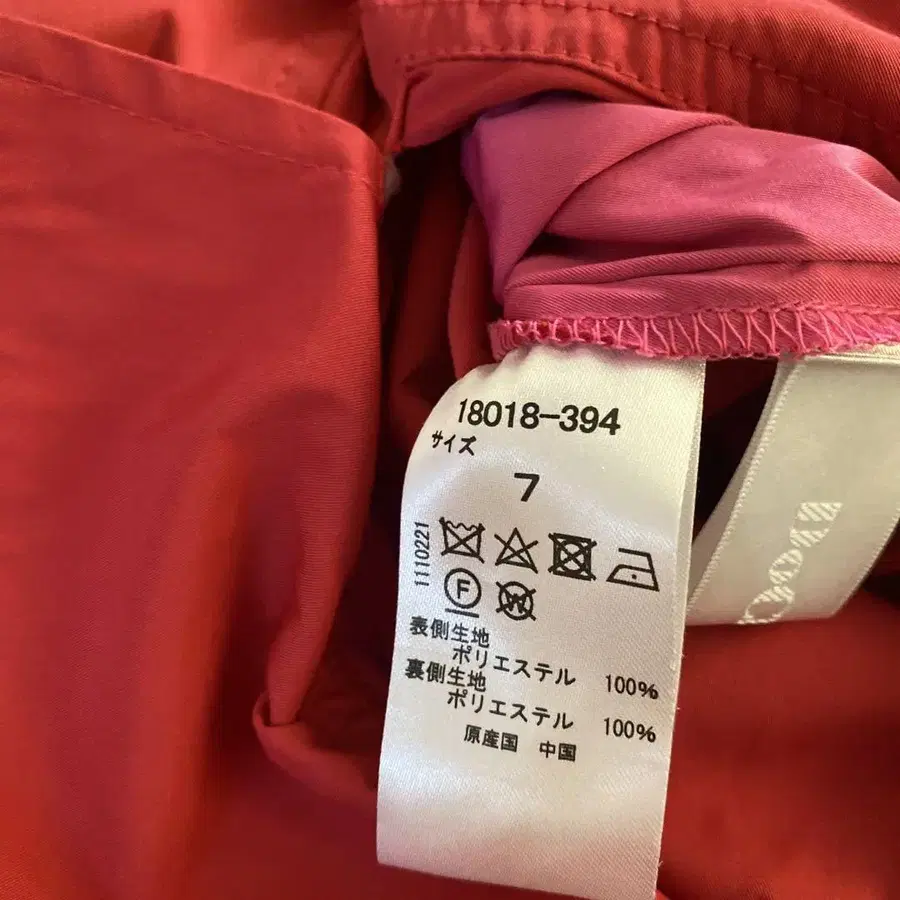 18018-394
サイズ
7
1110221
F
W
表側生地
ポリエステル 100%
裏側生地
ポリエステル 100%
原産国 中国